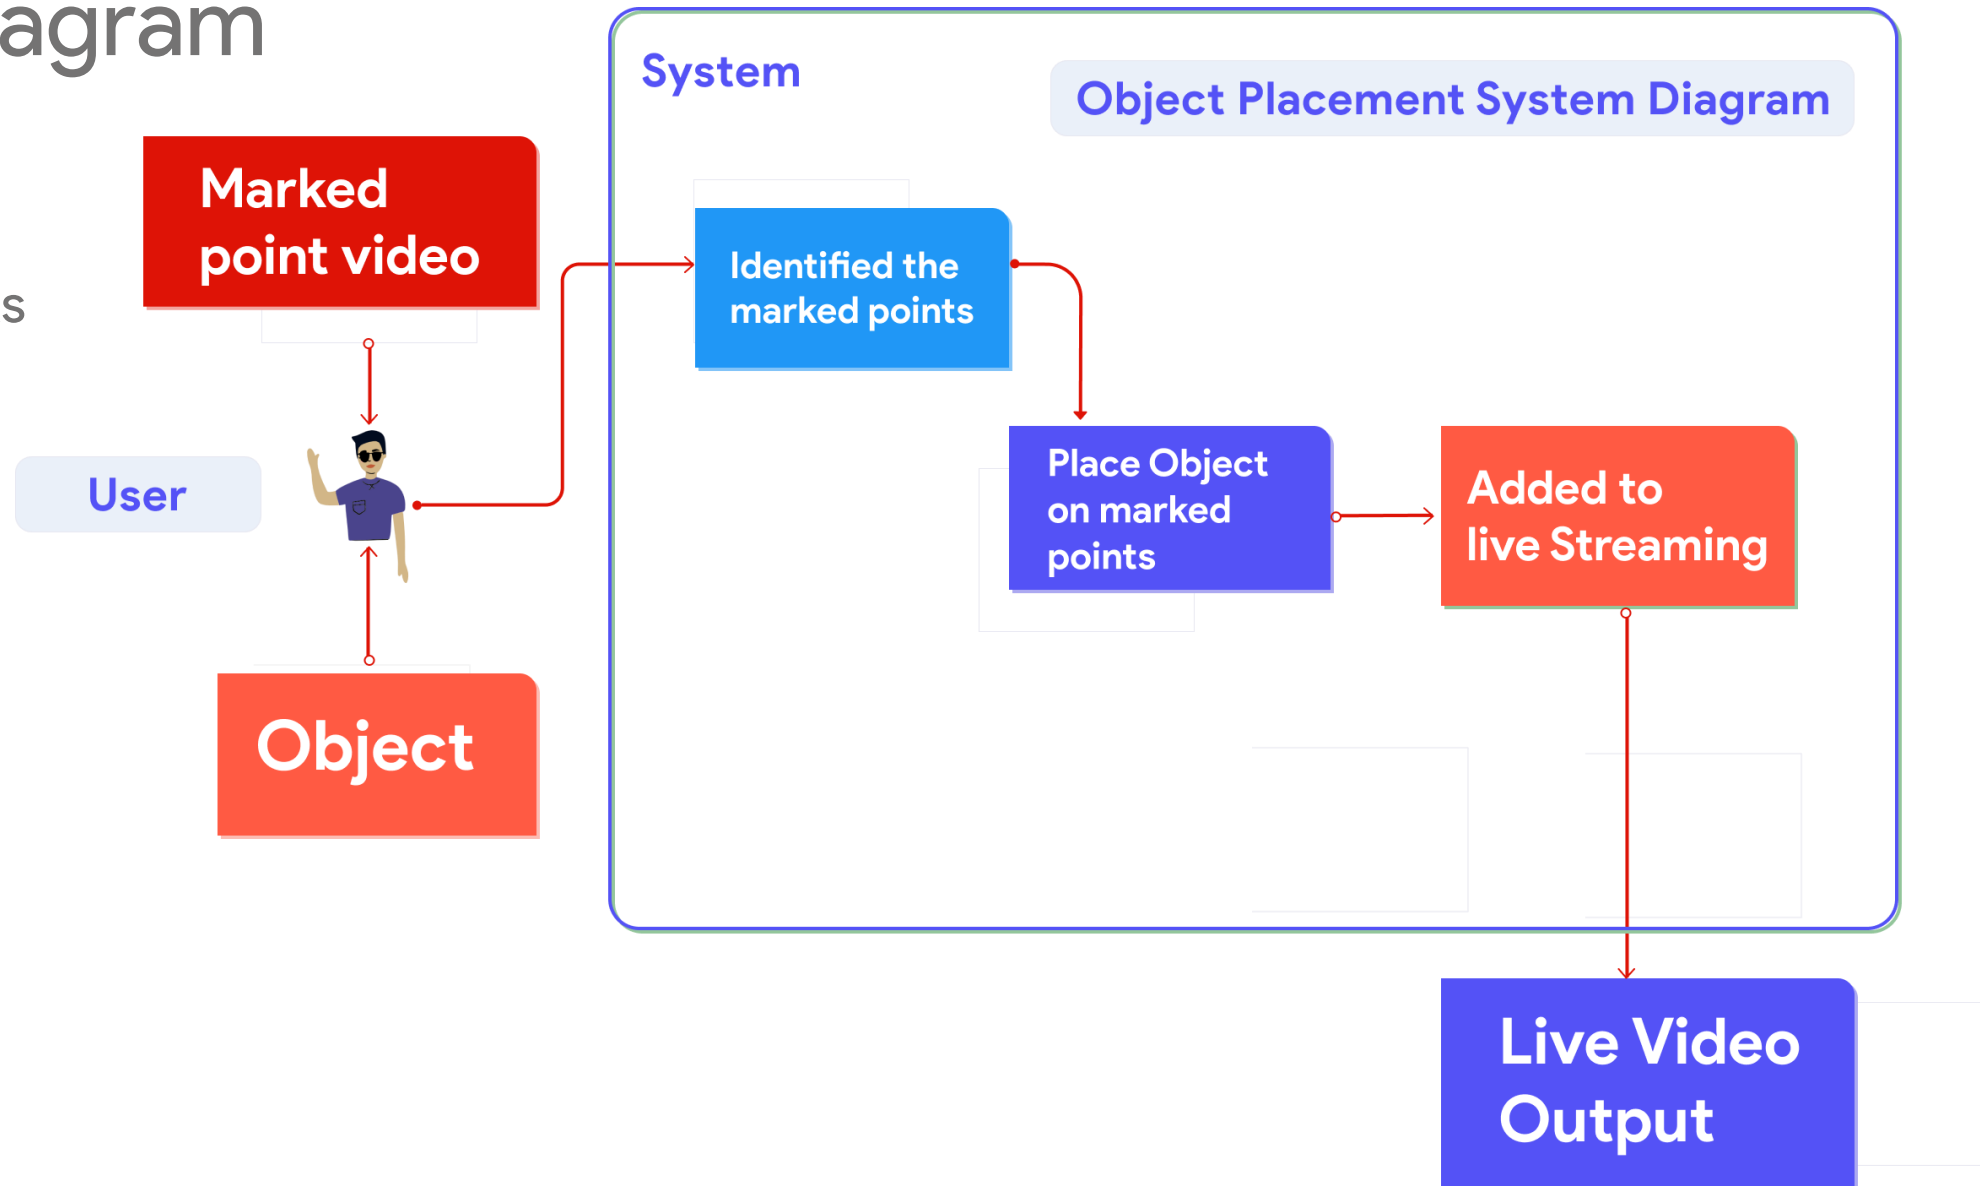 agram
System
Object Placement System Diagram
Marked
point video
Identified the
marked points
s
Place Object
on marked
points
Added to
live Streaming
User
Object
Live Video
Output